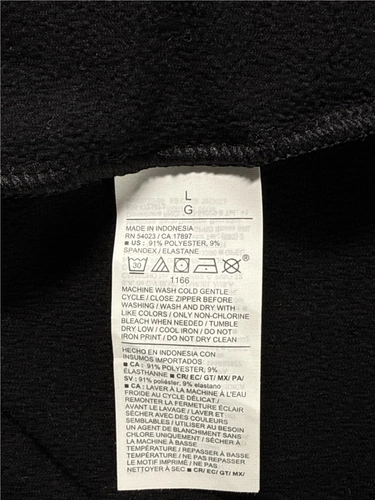 L
G
MADE IN INDONESIA
RN 54023 / CA 17897
■ US : 91% POLYESTER, 9%
SPANDEX / ELASTANE
30
®
1166
MACHINE WASH COLD GENTLE
CYCLE / CLOSE ZIPPER BEFORE
WASHING / WASH AND DRY WITH
LIKE COLORS / ONLY NON-CHLORINE
BLEACH WHEN NEEDED / TUMBLE
DRY LOW / COOL IRON / DO NOT
IRON PRINT / DO NOT DRY CLEAN
HECHO EN INDONESIA CON
INSUMOS IMPORTADOS
■ CA : 91% POLYESTER, 9%
ÉLASTHANNE ■ CR/ EC/ GT/ MX/ PA/
SV : 91% poliéster, 9% elastano
■ CA : LAVER À LA MACHINE À L'EAU
FROIDE AU CYCLE DÉLICAT /
REMONTER LA FERMETURE ÉCLAIR
AVANT LE LAVAGE / LAVER ET
SÉCHER AVEC DES COULEURS
SEMBLABLES / UTILISER AU BESOIN
UN AGENT DE BLANCHIMENT SANS
CHLORE UNIQUEMENT / SÉCHER À
LA MACHINE À BASSE
TEMPÉRATURE / REPASSER À BASSE
TEMPÉRATURE / NE PAS REPASSER
LE MOTIF IMPRIMÉ / NE PAS
NETTOYER À SEC ■ CR/ EC/ GT/ MX/